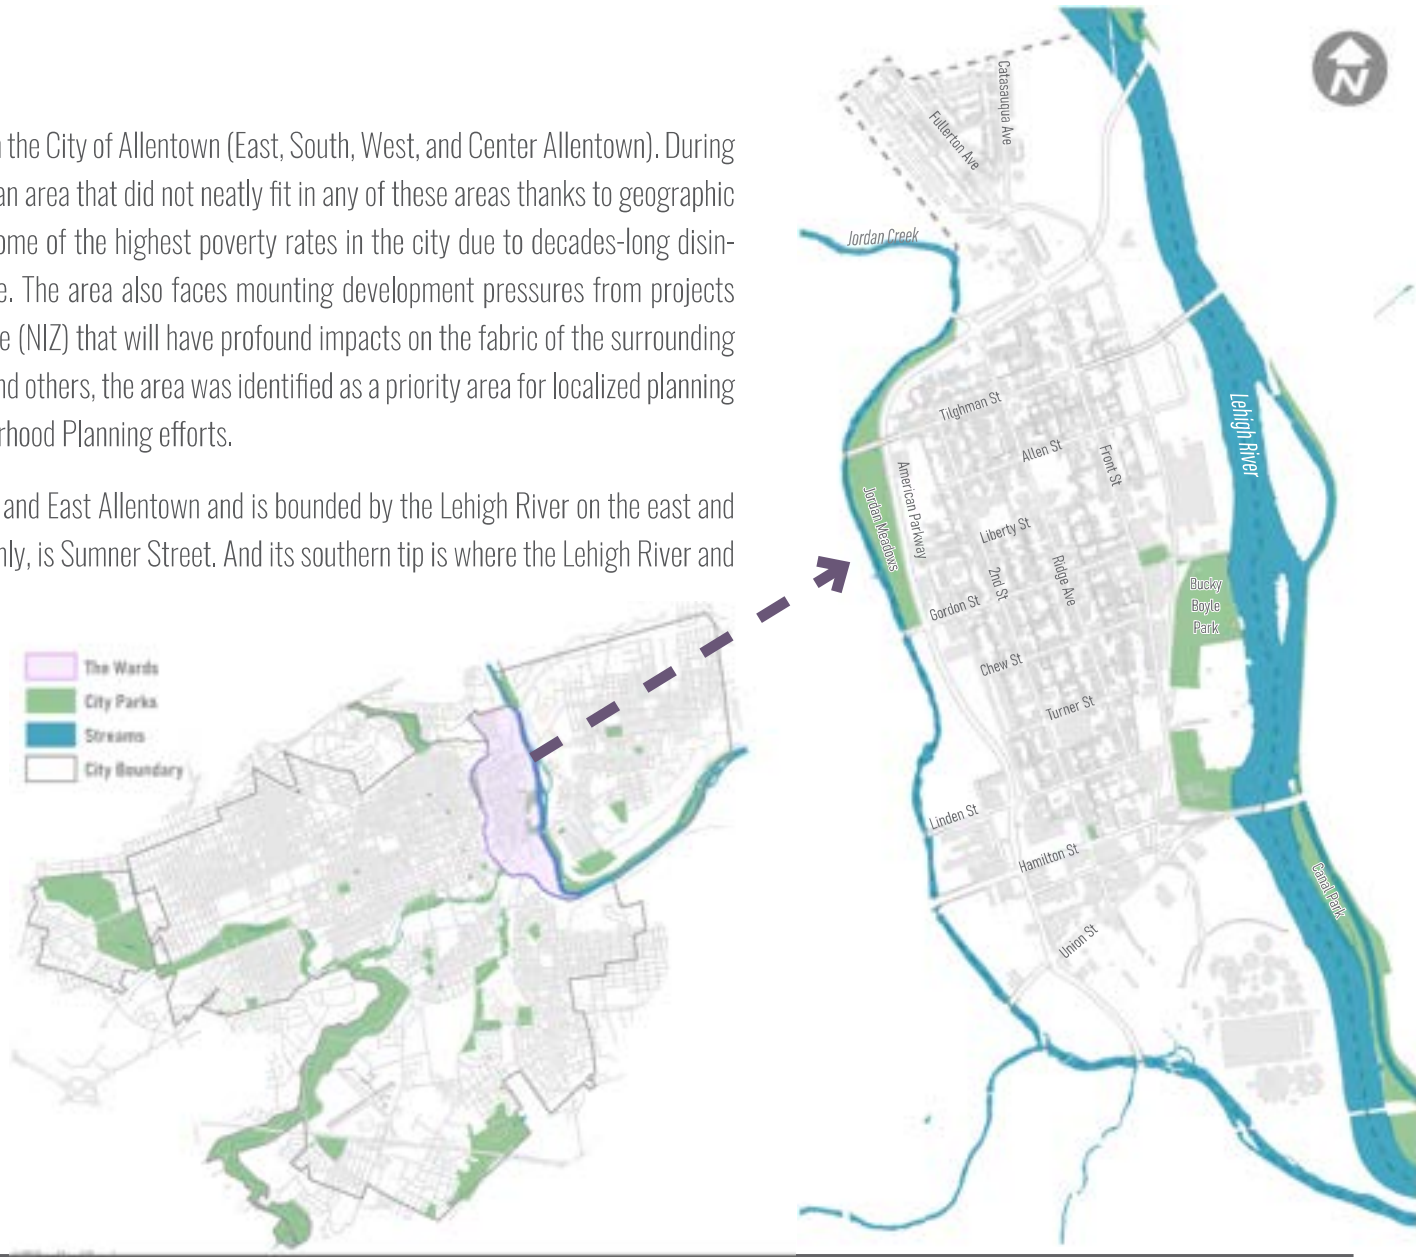 the City of Allentown (East, South, West, and Center Allentown). During
an area that did not neatly fit in any of these areas thanks to geographic
ome of the highest poverty rates in the city due to decades-long disin-
e. The area also faces mounting development pressures from projects
e (NIZ) that will have profound impacts on the fabric of the surrounding
nd others, the area was identified as a priority area for localized planning
rhood Planning efforts.
and East Allentown and is bounded by the Lehigh River on the east and
nly, is Sumner Street. And its southern tip is where the Lehigh River and
The Wards
City Parks
Streams
City Boundary
N
Catasauqua Ave
Fullerton Ave
Jordan Creek
Tilghman St
Allen St
Front St
Lehigh River
American Parkway
Jordan Meadows
Liberty St
2nd St
Ridge Ave
Gordon St
Bucky
Boyle
Park
Chew St
Turner St
Linden St
Hamilton St
Canal Park
Union St